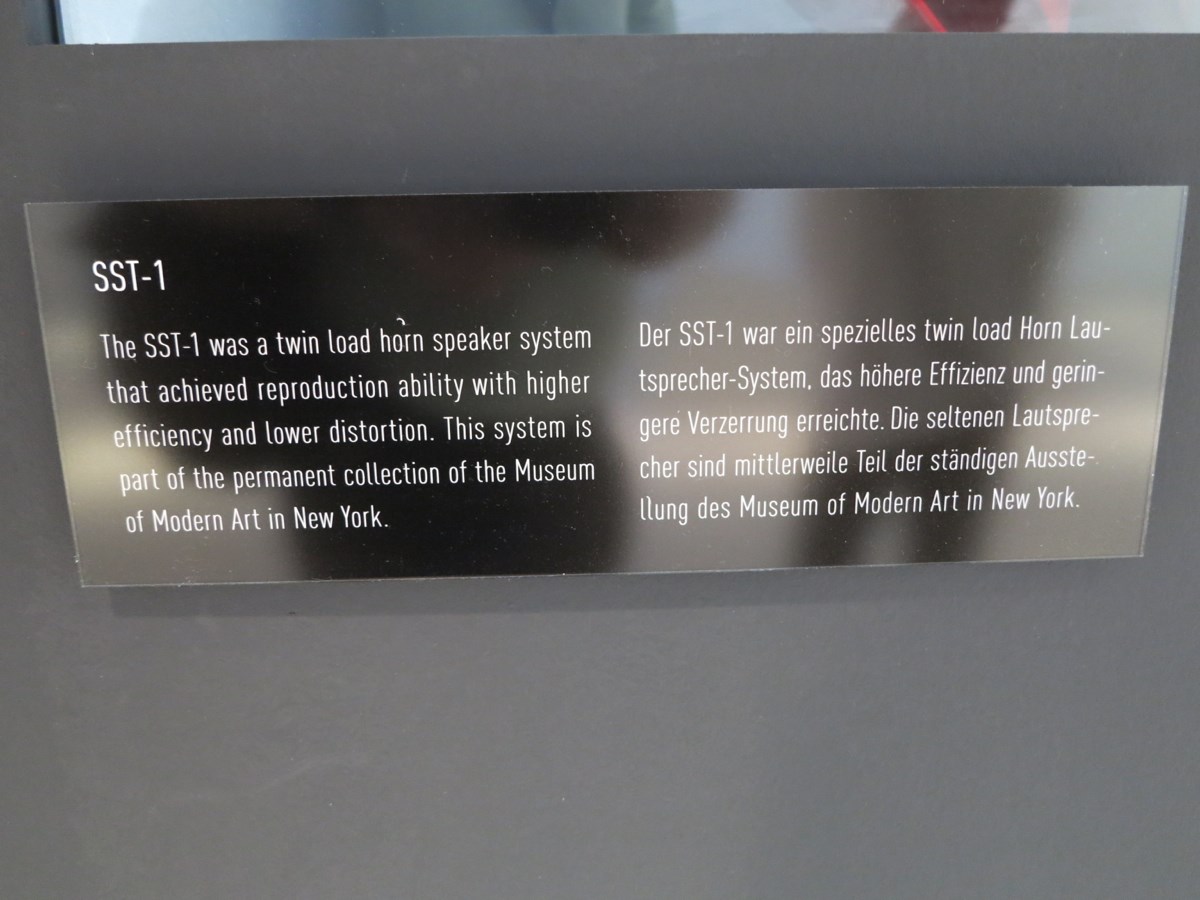 SST-1
The SST-1 was a twin load horn speaker system
that achieved reproduction ability with higher
efficiency and lower distortion. This system is
part of the permanent collection of the Museum
of Modern Art in New York.
Der SST-1 war ein spezielles twin load Horn Lau-
tsprecher-System, das höhere Effizienz und gerin-
gere Verzerrung erreichte. Die seltenen Lautspre-
cher sind mittlerweile Teil der ständigen Ausste-
llung des Museum of Modern Art in New York.